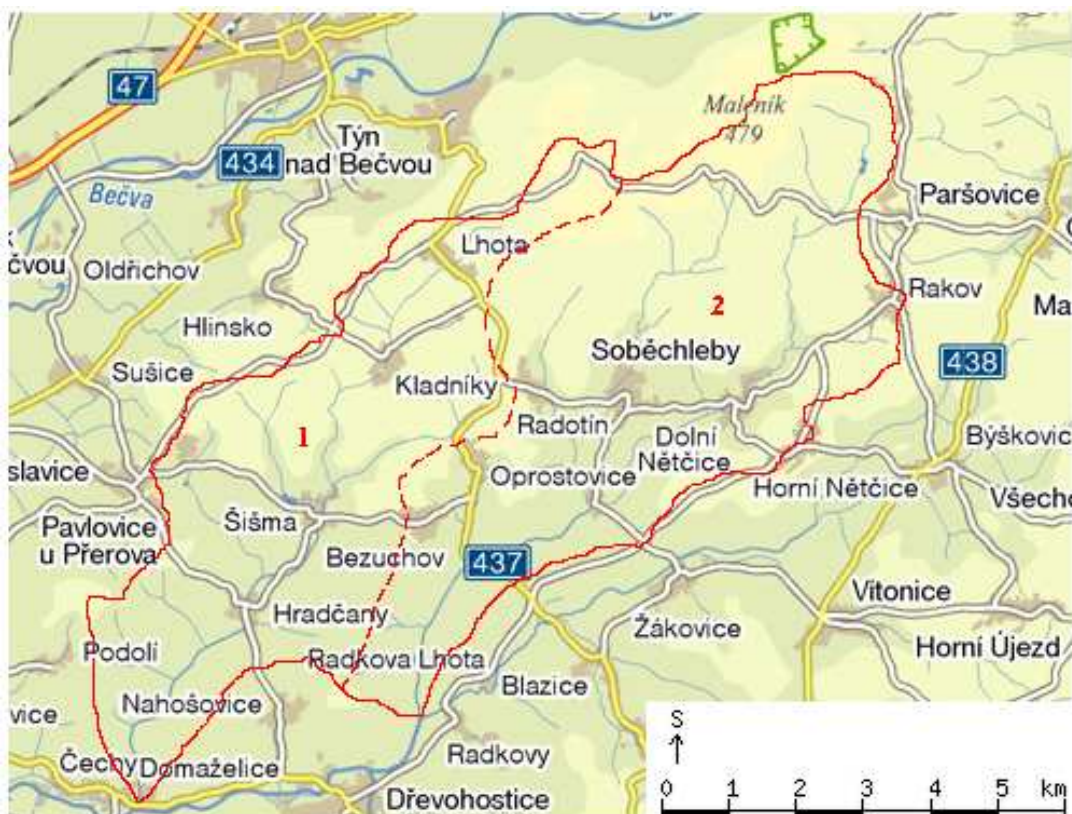 47
Týn
nad Bečvou
434
Bečva
Maleník
479
Paršovice
čvou
Oldřichov
Lhota
Rakov
Ma
Hlinsko
2
Soběchleby
438
Sušice
Kladníky
Radotín
1
Dolní
Nětčice
Býškovic
slavice
Oprostovice
Horní Nětčice
Všech
Pavlovice
u Přerova
Šišma
Bezuchov
437
Vítonice
Hradčany
Žákovice
Horní Újezd
Podolí
Radkova Lhota
Blazice
Nahošovice
vice
Radkovy
S
Čechy
Domaželice
Dřevohostice
0 1 2 3 4 5 km